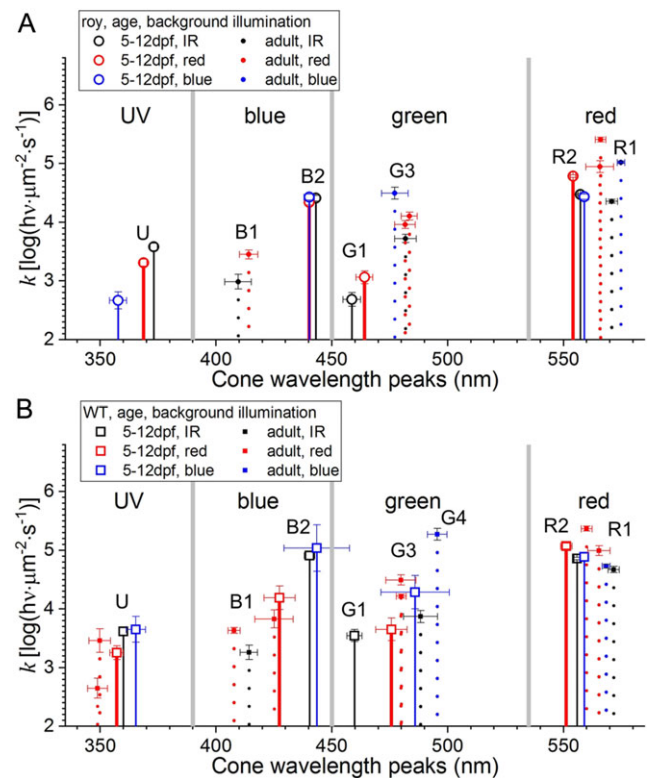 A
roy, age, background illumination
5-12dpf, IR adult, IR
5-12dpf, red adult, red
5-12dpf, blue adult, blue
UV blue green red
U B1 B2 G1 G3 R2 R1
k [log(hν·μm⁻²·s⁻¹)]
6
5
4
3
2
350 400 450 500 550
Cone wavelength peaks (nm)
B
WT, age, background illumination
5-12dpf, IR adult, IR
5-12dpf, red adult, red
5-12dpf, blue adult, blue
UV blue green red
U B1 B2 G1 G3 G4 R2 R1
k [log(hν·μm⁻²·s⁻¹)]
6
5
4
3
2
350 400 450 500 550
Cone wavelength peaks (nm)